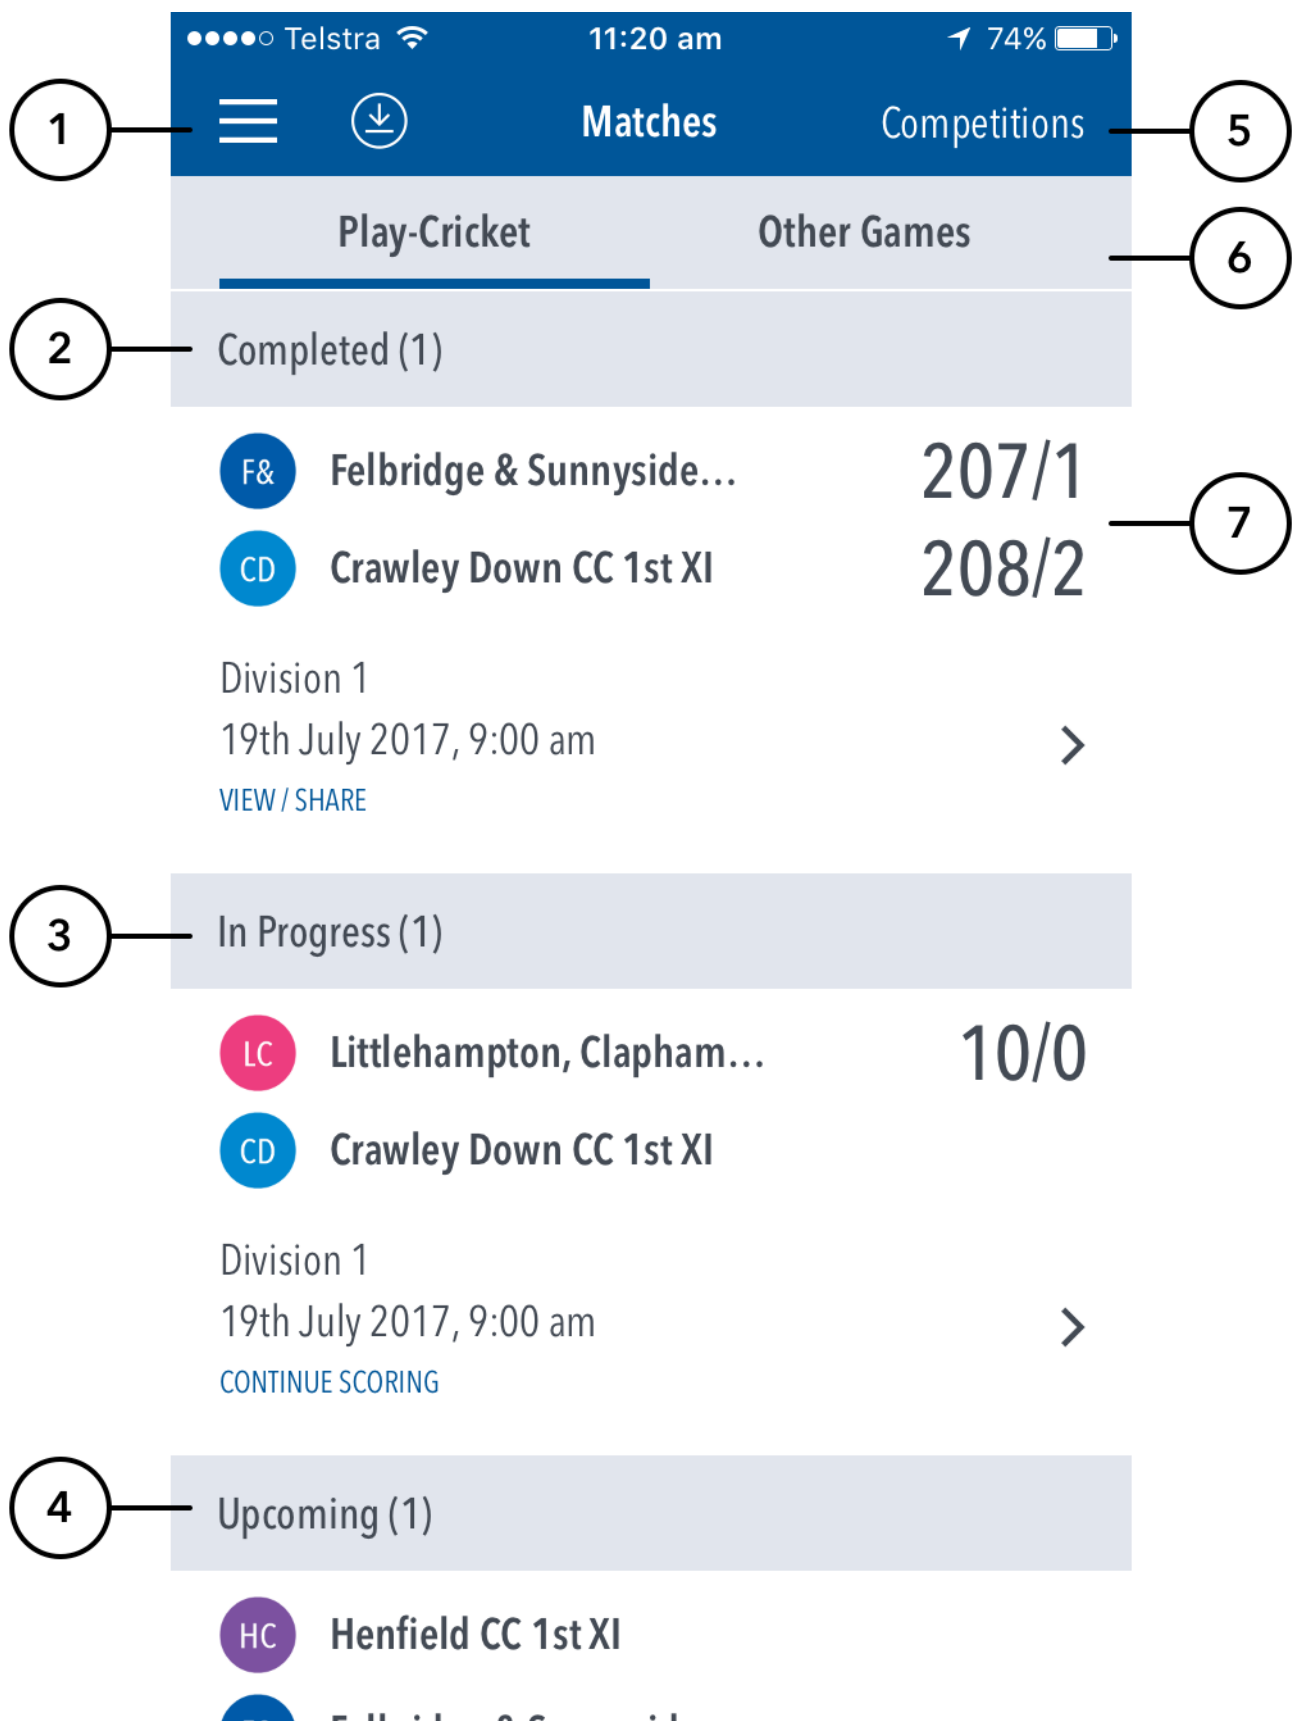 Telstra 11:20 am 74%
1 Matches Competitions 5
Play-Cricket Other Games 6
2 Completed (1)
F& Felbridge & Sunnyside... 207/1
7
CD Crawley Down CC 1st XI 208/2
Division 1
19th July 2017, 9:00 am
VIEW / SHARE
3 In Progress (1)
LC Littlehampton, Clapham... 10/0
CD Crawley Down CC 1st XI
Division 1
19th July 2017, 9:00 am
CONTINUE SCORING
4 Upcoming (1)
HC Henfield CC 1st XI